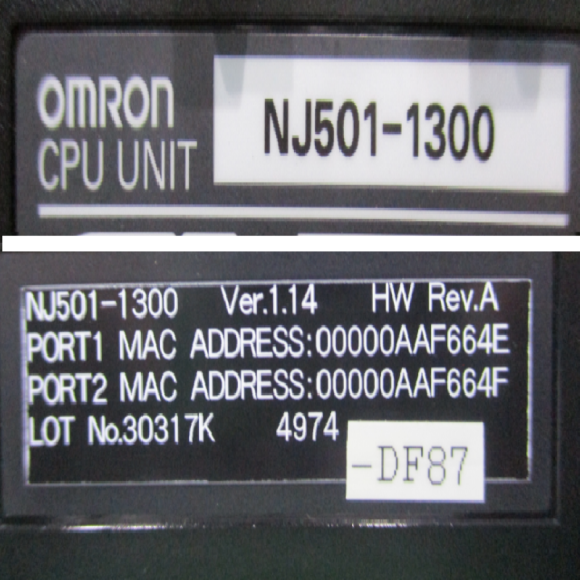 OMRON
CPU UNIT
NJ501-1300
NJ501-1300 Ver.1.14 HW Rev.A
PORT1 MAC ADDRESS:00000AAF664E
PORT2 MAC ADDRESS:00000AAF664F
LOT No.30317K 4974
-DF87